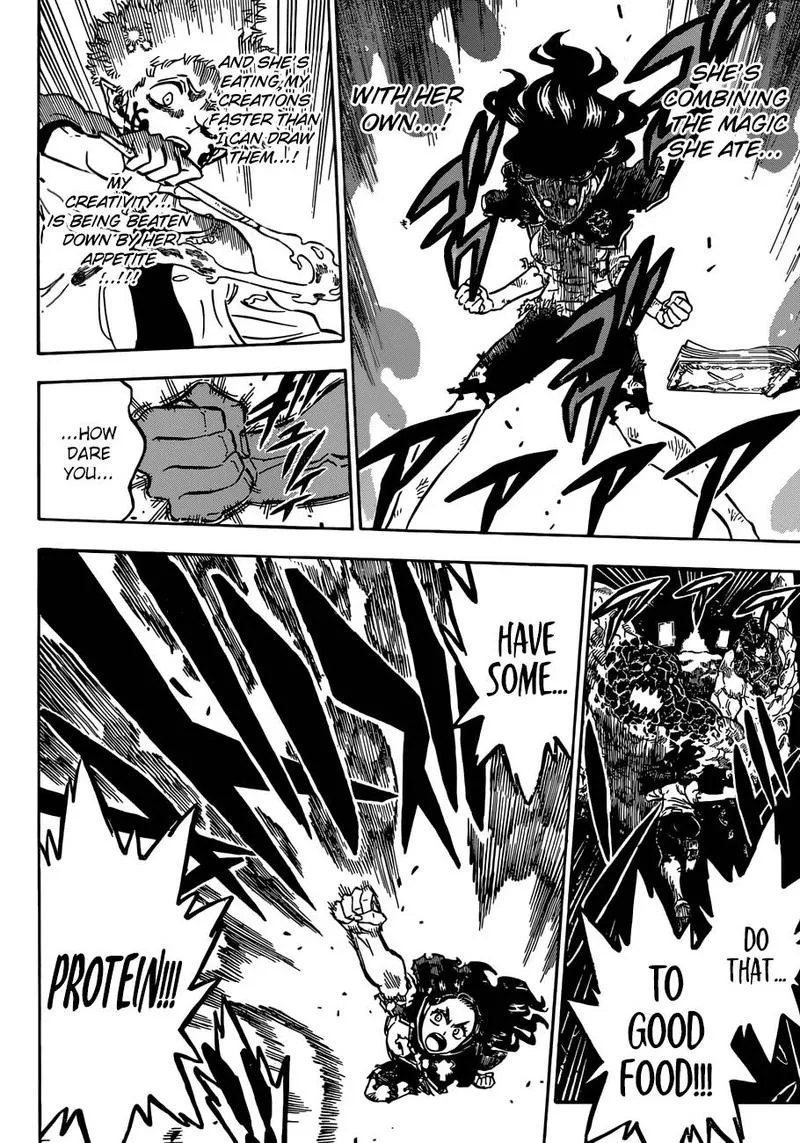 SHE'S
COMBINING
THE MAGIC
SHE ATE...
WITH HER
OWN...!
AND SHE'S
EATING MY
CREATIONS
FASTER THAN
I CAN DRAW
THEM...!
MY
CREATIVITY...
IS BEING BEATEN
DOWN BY HER
APPETITE
...!!!
...HOW
DARE
YOU...
DO
THAT...
TO
GOOD
FOOD!!!
HAVE
SOME...
PROTEIN!!!